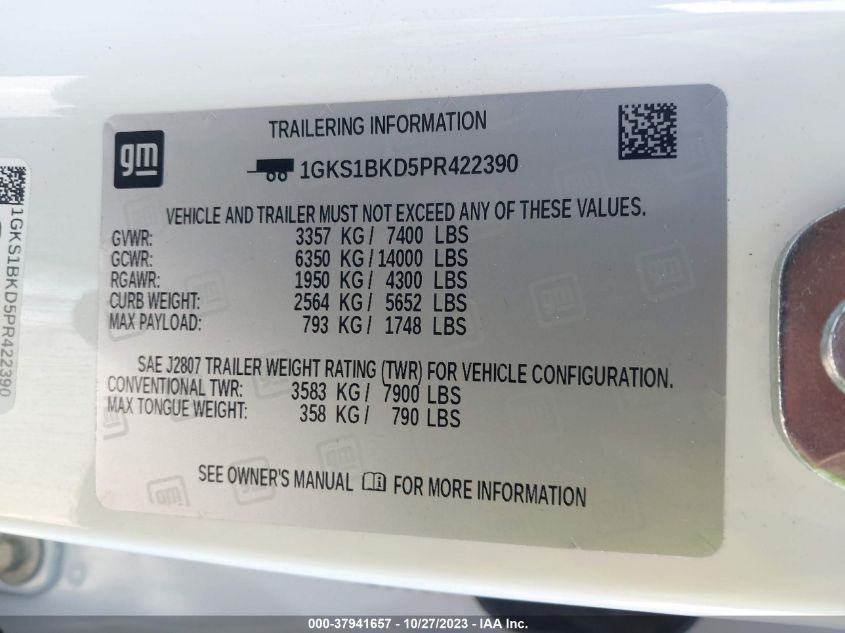 gm
TRAILERING INFORMATION
1GKS1BKD5PR422390
VEHICLE AND TRAILER MUST NOT EXCEED ANY OF THESE VALUES.
GVWR: 3357 KG / 7400 LBS
GCWR: 6350 KG / 14000 LBS
RGAWR: 1950 KG / 4300 LBS
CURB WEIGHT: 2564 KG / 5652 LBS
MAX PAYLOAD: 793 KG / 1748 LBS
SAE J2807 TRAILER WEIGHT RATING (TWR) FOR VEHICLE CONFIGURATION.
CONVENTIONAL TWR: 3583 KG / 7900 LBS
MAX TONGUE WEIGHT: 358 KG / 790 LBS
SEE OWNER'S MANUAL i FOR MORE INFORMATION
1GKS1BKD5PR422390
000-37941657 - 10/27/2023 - © IAA Inc.